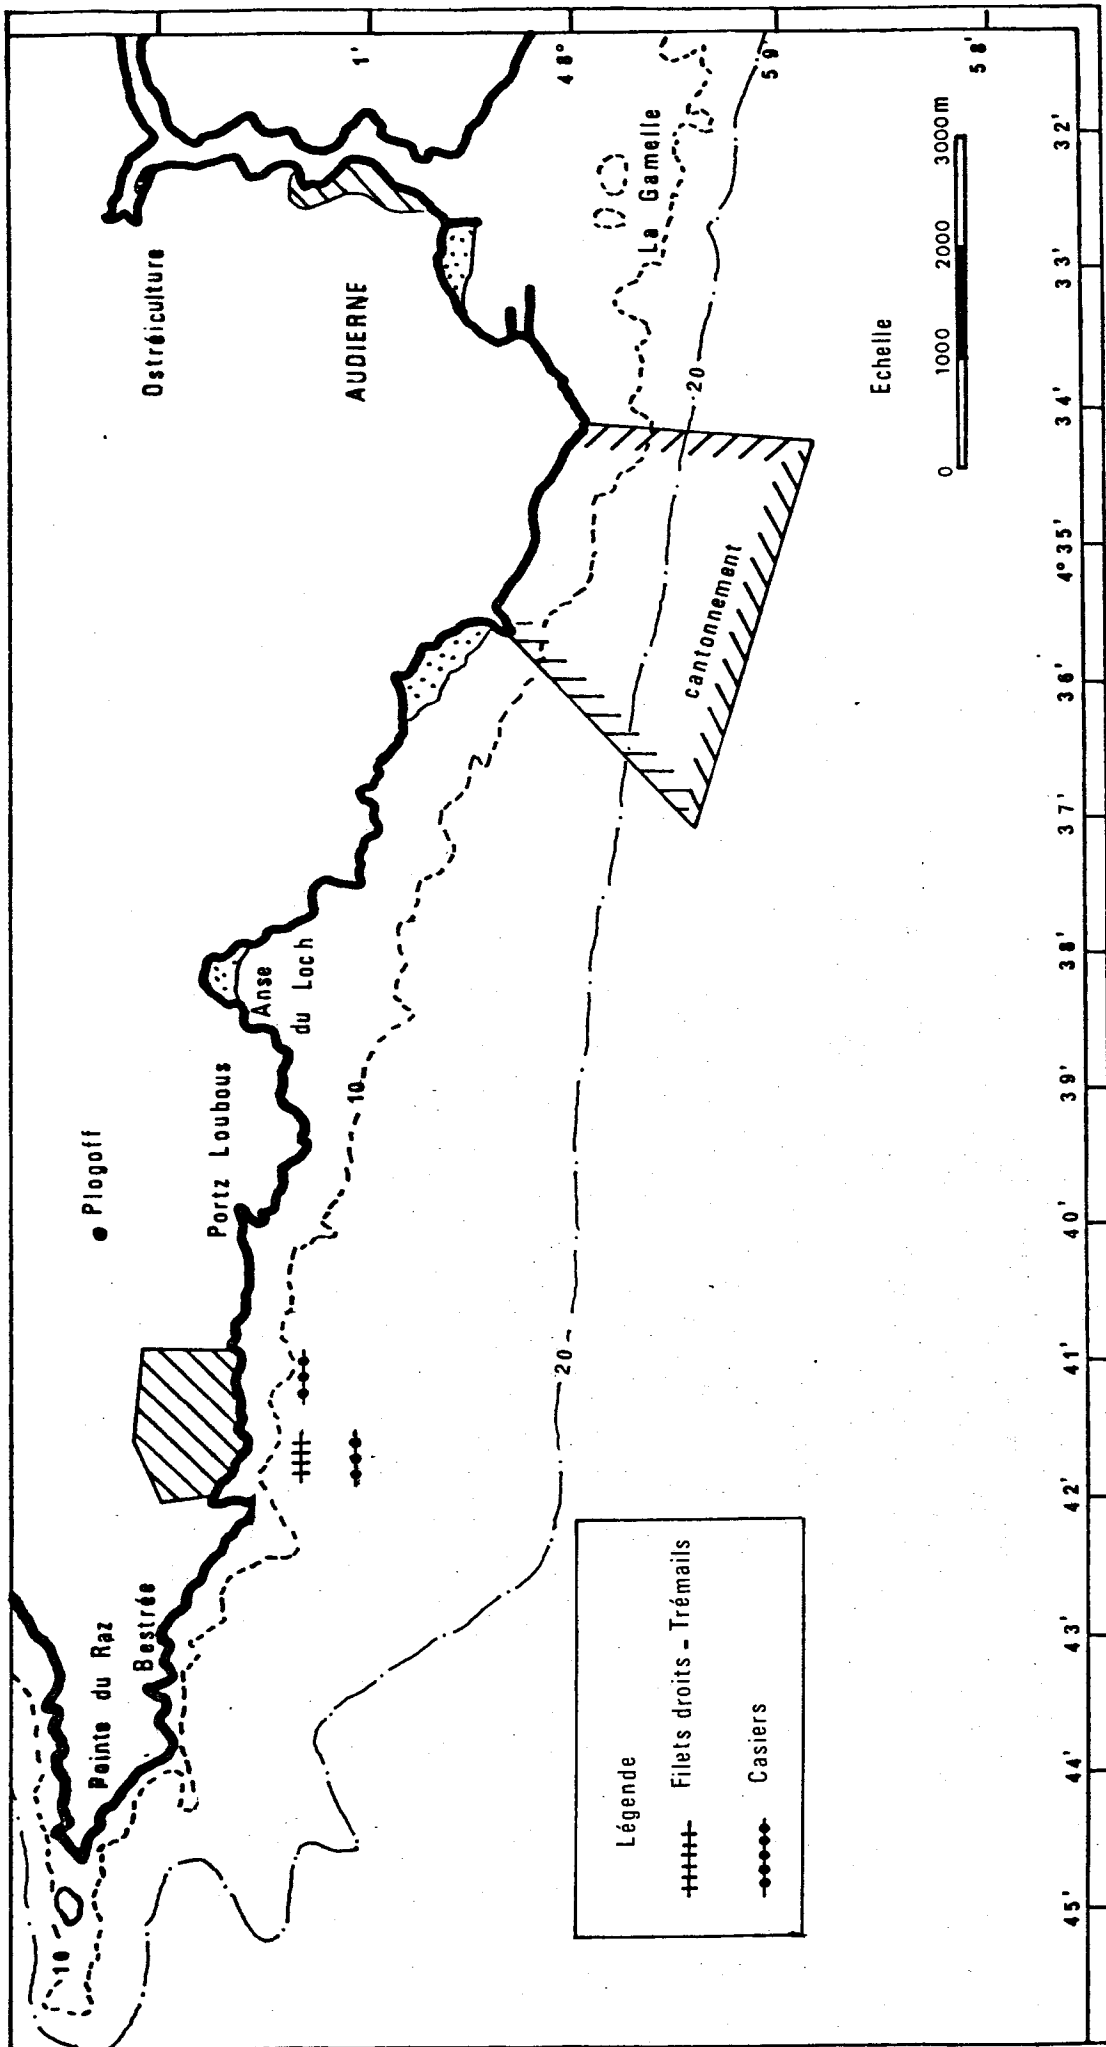 Pointe du Raz
Bestrée
Plogoff
Portz Loubous
Anse
du Loch
Ostréiculture
AUDIERNE
La Gamelle
cantonnement
10
10
20
20
1'
48°
59'
58'
Légende
Filets droits - Trémails
Casiers
Echelle
0 1000 2000 3000m
45' 44' 43' 42' 41' 40' 39' 38' 37' 36' 4°35' 34' 33' 32'